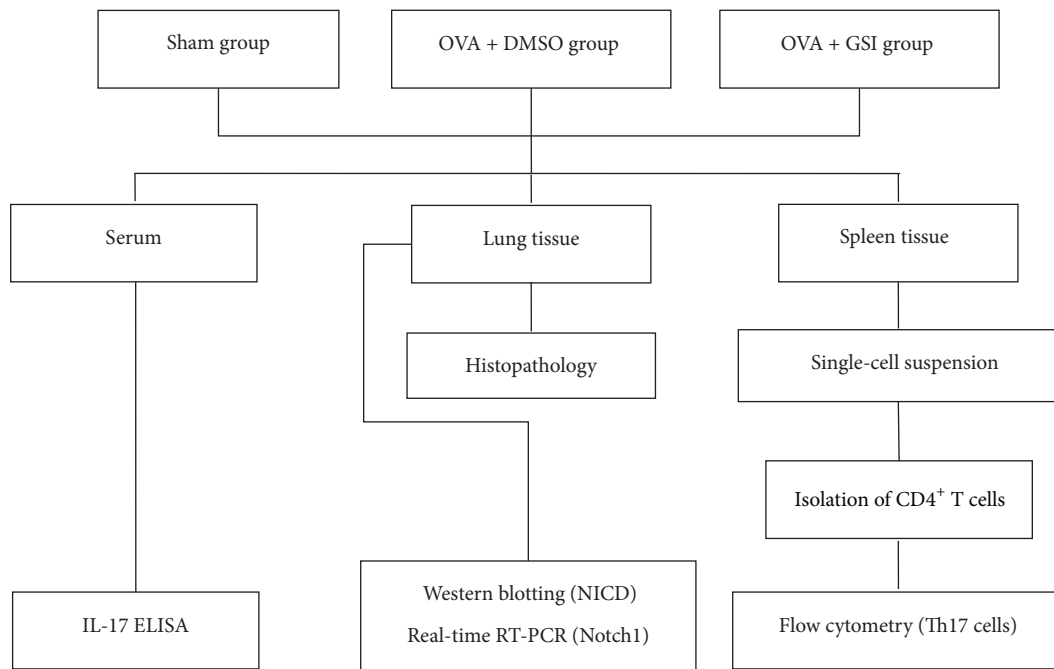 Sham group
OVA + DMSO group
OVA + GSI group
Serum
Lung tissue
Spleen tissue
Histopathology
Single-cell suspension
Isolation of CD4⁺ T cells
IL-17 ELISA
Western blotting (NICD)
Real-time RT-PCR (Notch1)
Flow cytometry (Th17 cells)